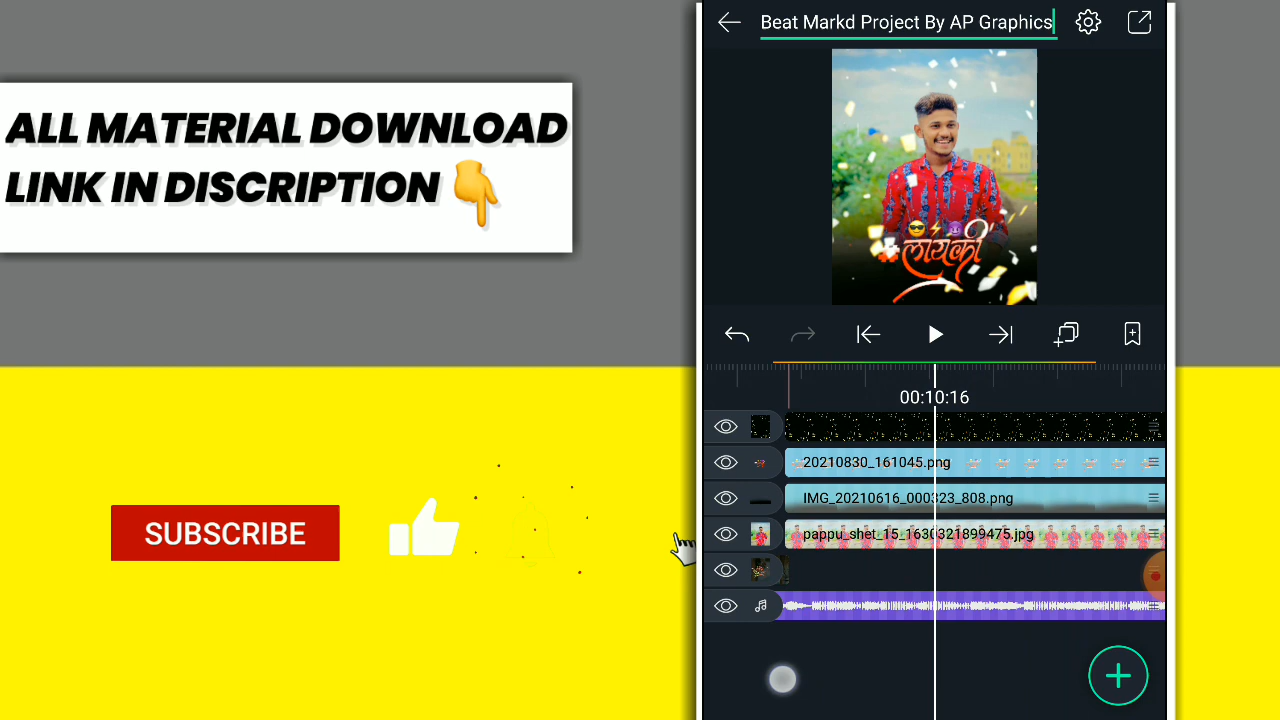 Beat Markd Project By AP Graphics
ALL MATERIAL DOWNLOAD
LINK IN DISCRIPTION 👇
#लायकी
00:10:16
20210830_161045.png
IMG_20210616_000323_808.png
pappu_shet_15_1630321899475.jpg
SUBSCRIBE